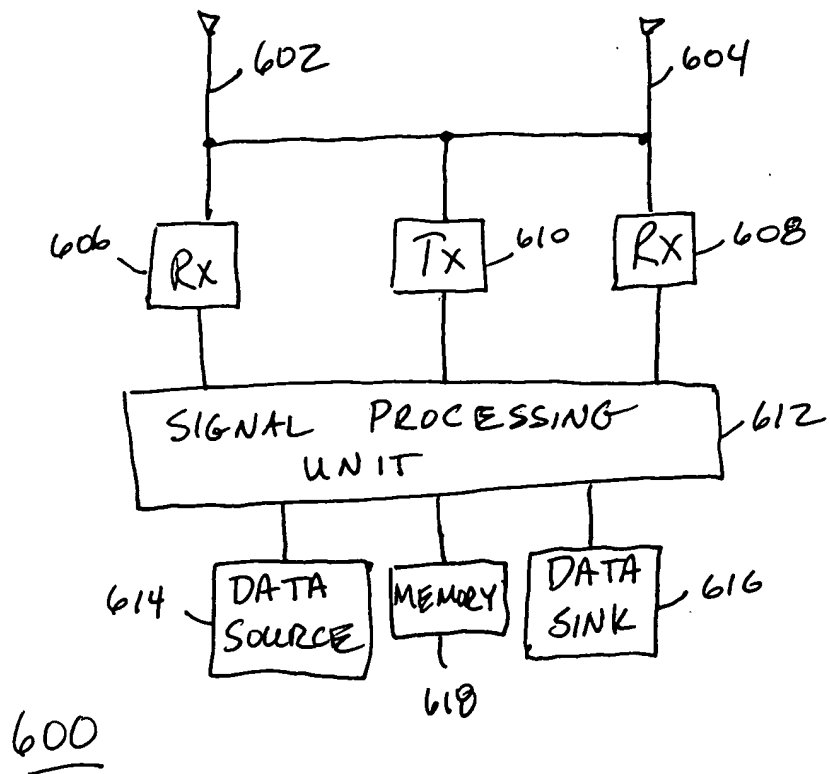 602
604
606
Rx
Tx
610
Rx
608
SIGNAL PROCESSING
UNIT
612
614
DATA
SOURCE
MEMORY
618
DATA
SINK
616
600